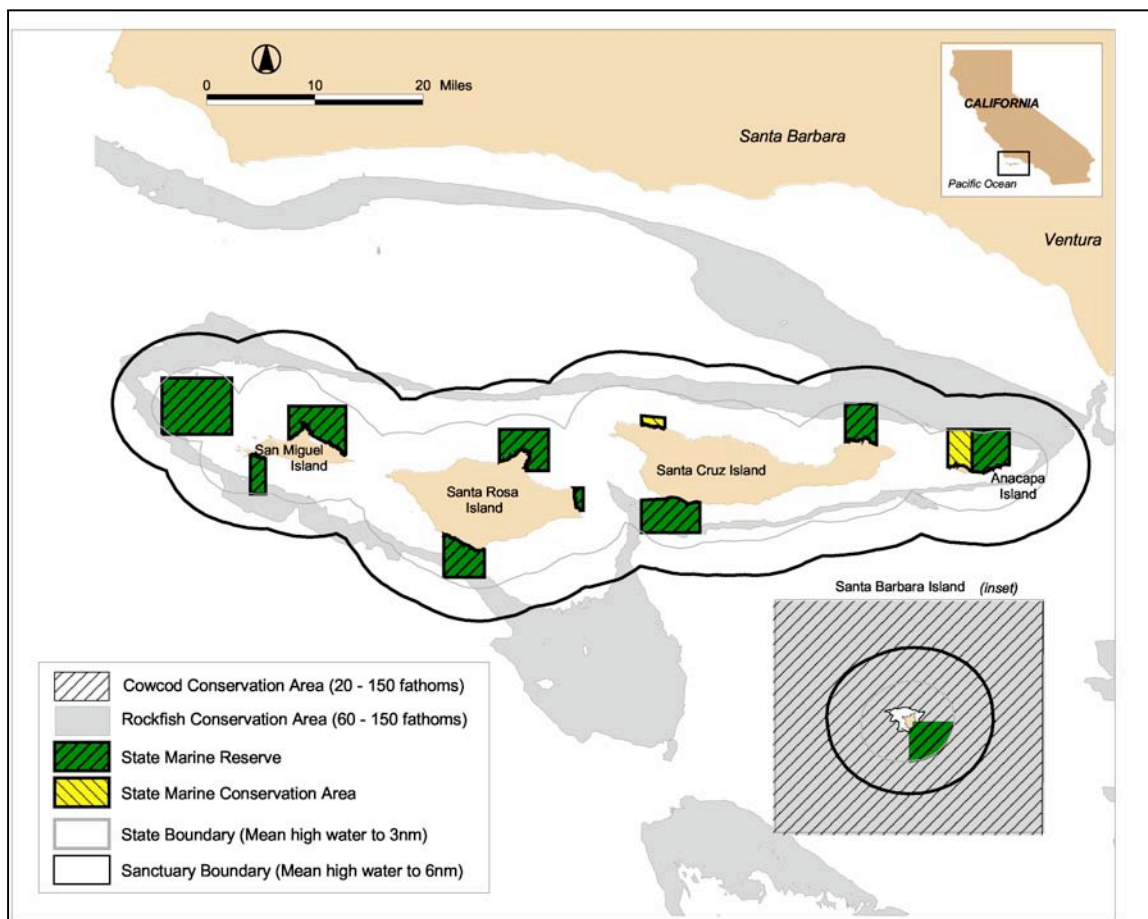 0 10 20 Miles
CALIFORNIA
Pacific Ocean
Santa Barbara
Ventura
San Miguel
Island
Santa Rosa
Island
Santa Cruz Island
Anacapa
Island
Santa Barbara Island (inset)
Cowcod Conservation Area (20 - 150 fathoms)
Rockfish Conservation Area (60 - 150 fathoms)
State Marine Reserve
State Marine Conservation Area
State Boundary (Mean high water to 3nm)
Sanctuary Boundary (Mean high water to 6nm)